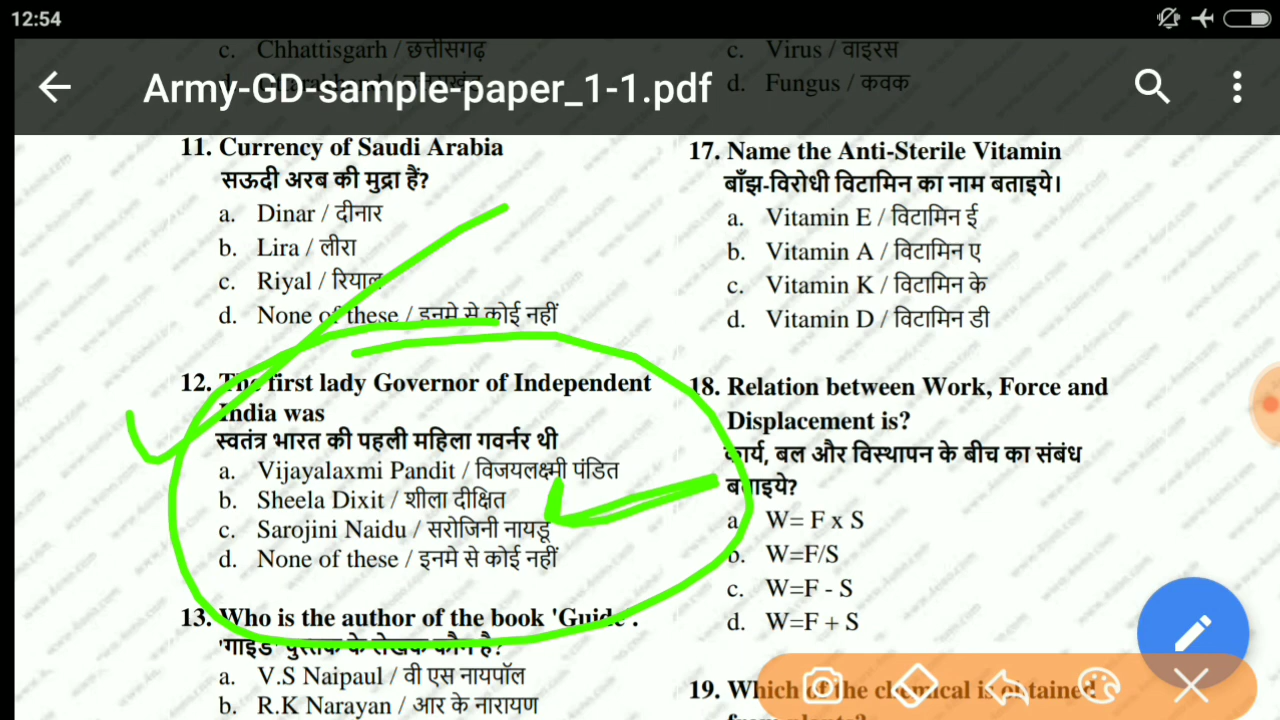 12:54
c. Chhattisgarh / छत्तीसगढ़
Army-GD-sample-paper_1-1.pdf
11. Currency of Saudi Arabia
सऊदी अरब की मुद्रा हैं?
a. Dinar / दीनार
b. Lira / लीरा
c. Riyal / रियाल
d. None of these / इनमे से कोई नहीं
12. The first lady Governor of Independent
India was
स्वतंत्र भारत की पहली महिला गवर्नर थी
a. Vijayalaxmi Pandit / विजयलक्ष्मी पंडित
b. Sheela Dixit / शीला दीक्षित
c. Sarojini Naidu / सरोजिनी नायडू
d. None of these / इनमे से कोई नहीं
13. Who is the author of the book 'Guide'.
'गाइड' पुस्तक के लेखक कौन है?
a. V.S Naipaul / वी एस नायपॉल
b. R.K Narayan / आर के नारायण
c. Virus / वाइरस
d. Fungus / कवक
17. Name the Anti-Sterile Vitamin
बाँझ-विरोधी विटामिन का नाम बताइये।
a. Vitamin E / विटामिन ई
b. Vitamin A / विटामिन ए
c. Vitamin K / विटामिन के
d. Vitamin D / विटामिन डी
18. Relation between Work, Force and
Displacement is?
कार्य, बल और विस्थापन के बीच का संबंध
बताइये?
a. W= F x S
b. W=F/S
c. W=F - S
d. W=F + S
19. Which of the chemical is obtained
from plants?